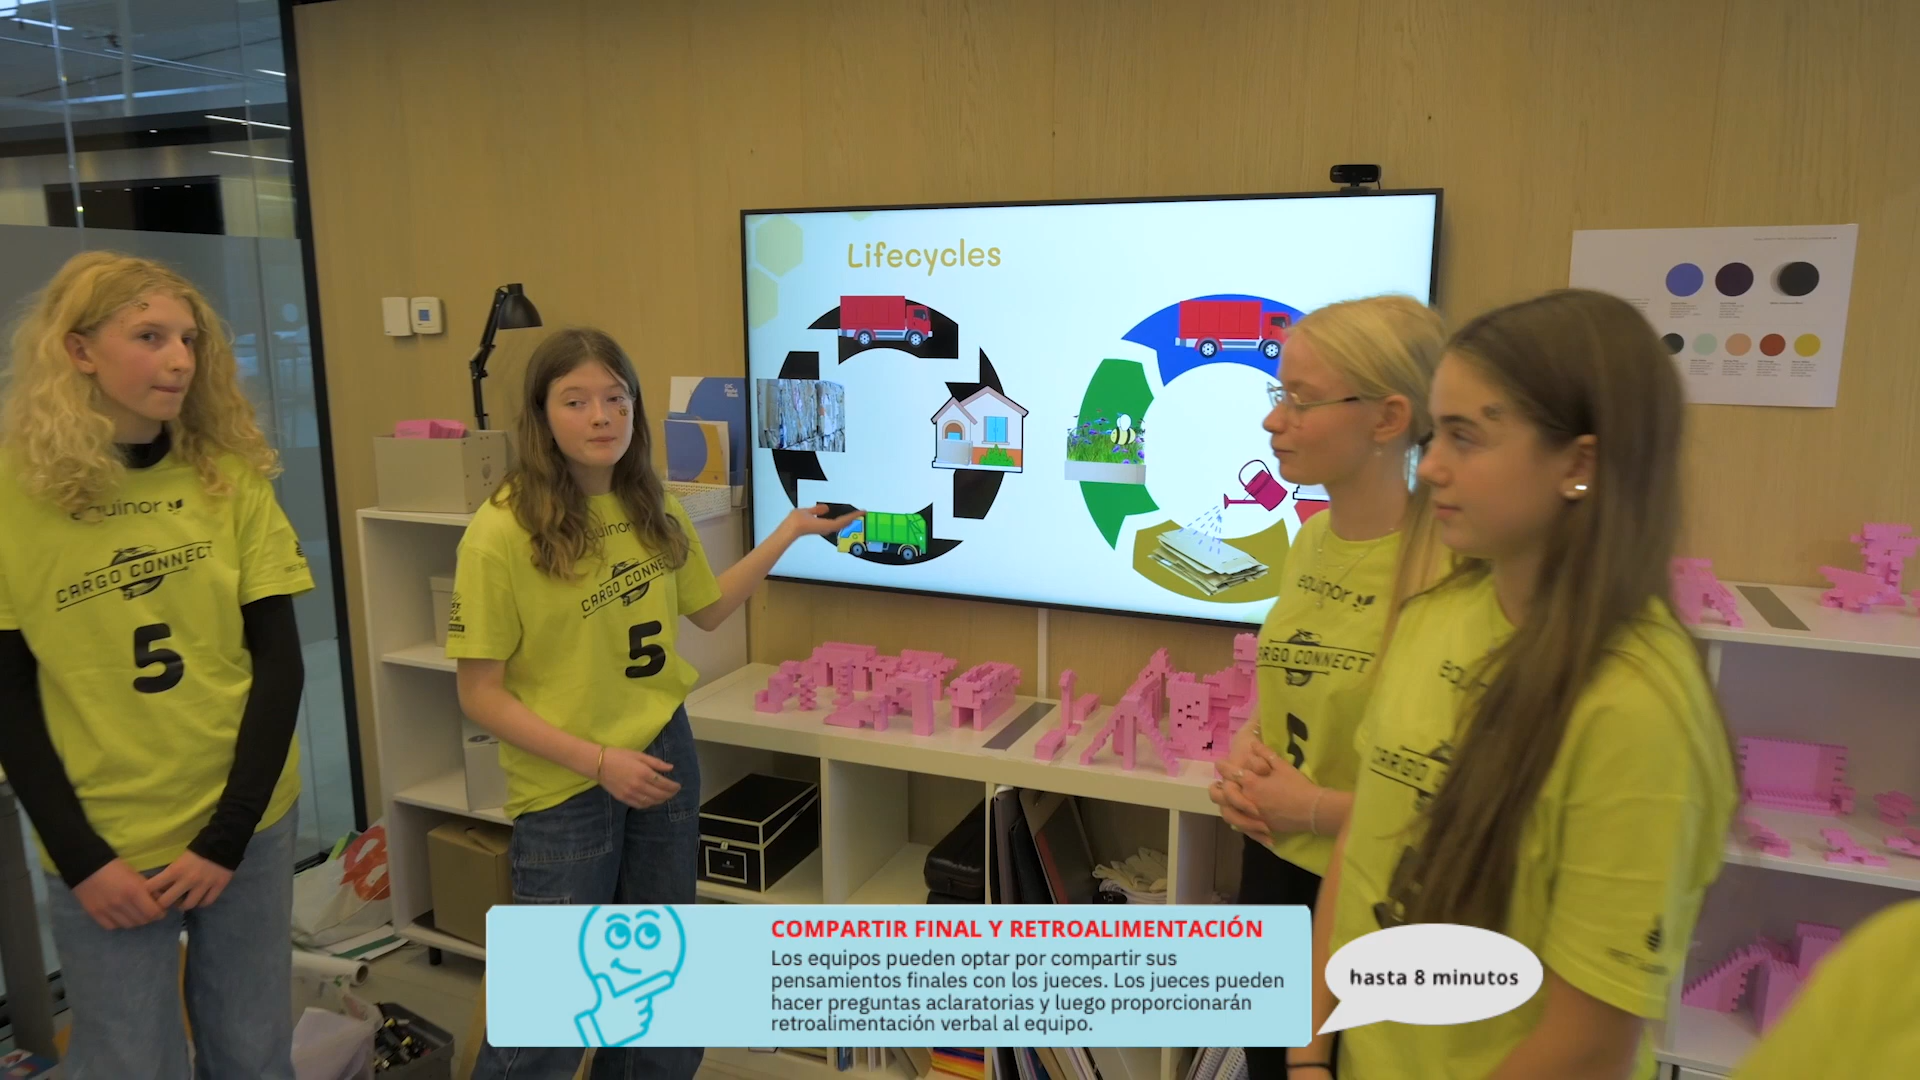 Lifecycles
equinor
CARGO CONNECT
5
equinor
CARGO CONNECT
5
equinor
CARGO CONNECT
5
CARGO
COMPARTIR FINAL Y RETROALIMENTACIÓN
Los equipos pueden optar por compartir sus
pensamientos finales con los jueces. Los jueces pueden
hacer preguntas aclaratorias y luego proporcionarán
retroalimentación verbal al equipo.
hasta 8 minutos